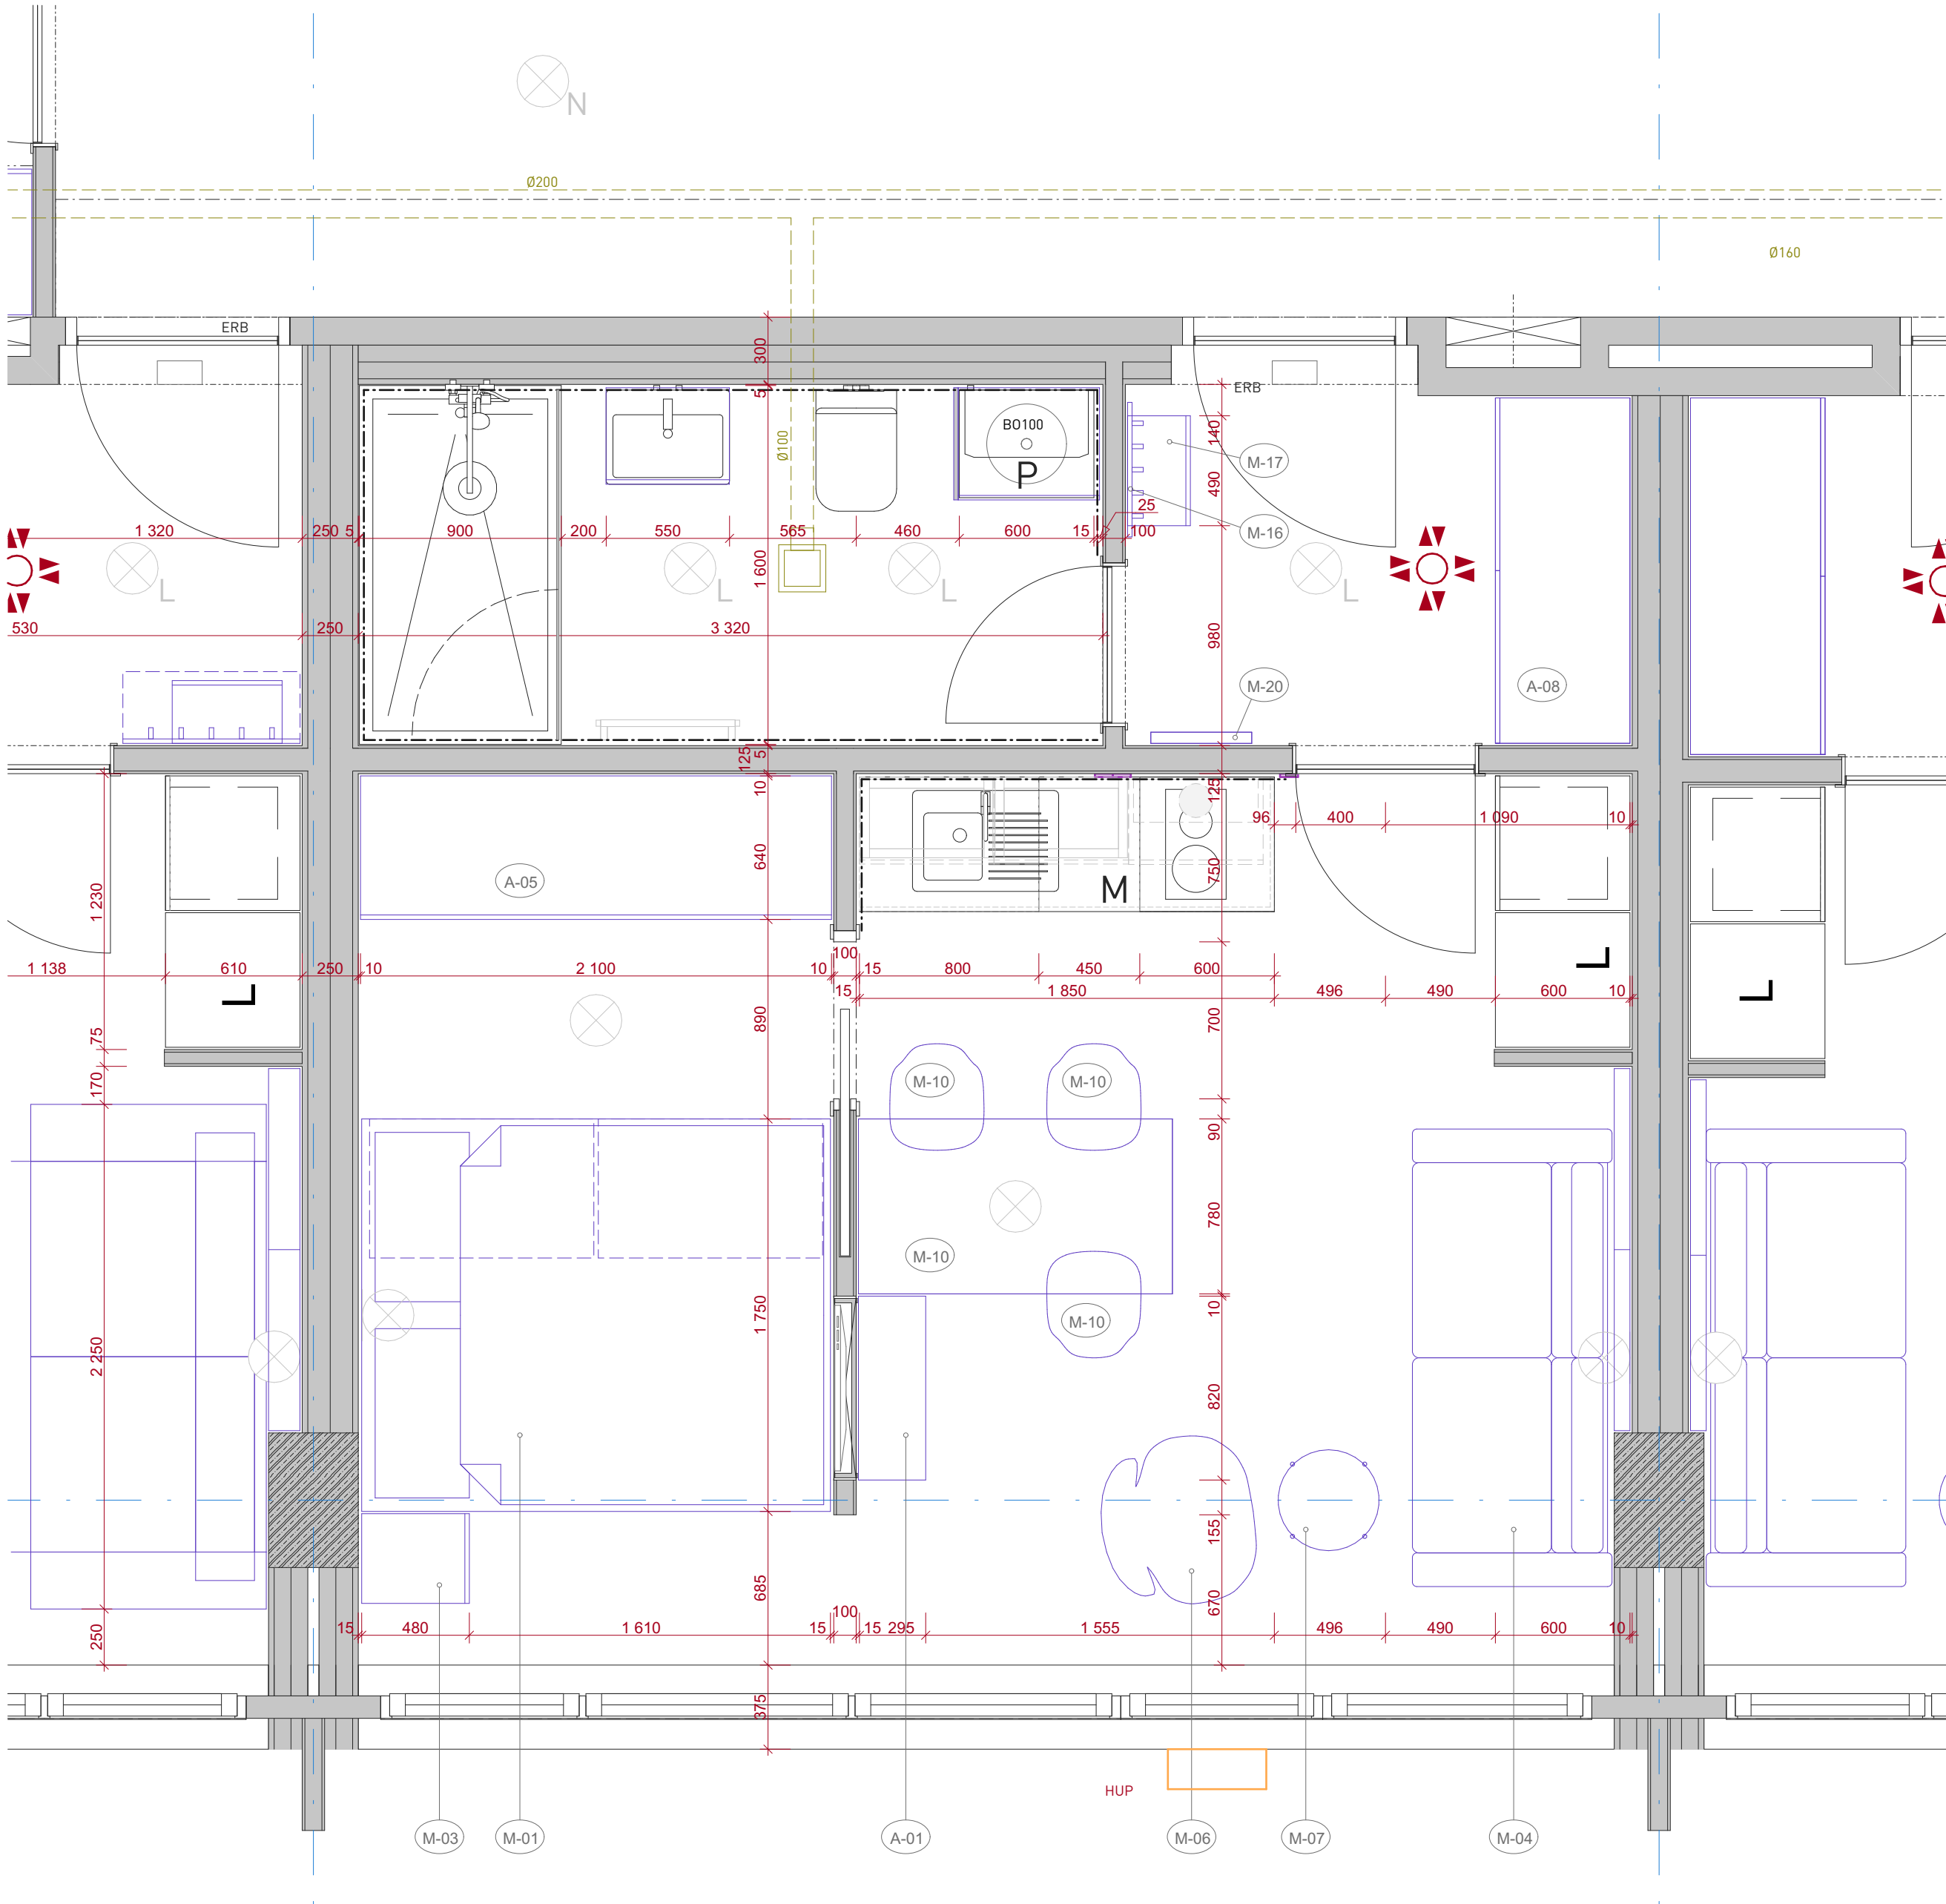 N
Ø200
Ø160
ERB
300
5
ERB
Ø100
BO100
P
140
M-17
490
25
M-16
1 320
250
5
900
200
550
565
460
600
15
100
L
L
L
L
1 600
530
250
3 320
980
M-20
A-08
125
5
10
125
96
400
1 090
10
640
A-05
M
750
1 230
1 138
610
250
10
2 100
10
100
15
800
450
600
L
L
L
15
1 850
496
490
600
10
75
890
700
170
M-10
M-10
90
780
M-10
10
M-10
1 750
2 250
820
155
685
670
250
15
480
1 610
15
100
15
295
1 555
496
490
600
10
375
HUP
M-03
M-01
A-01
M-06
M-07
M-04